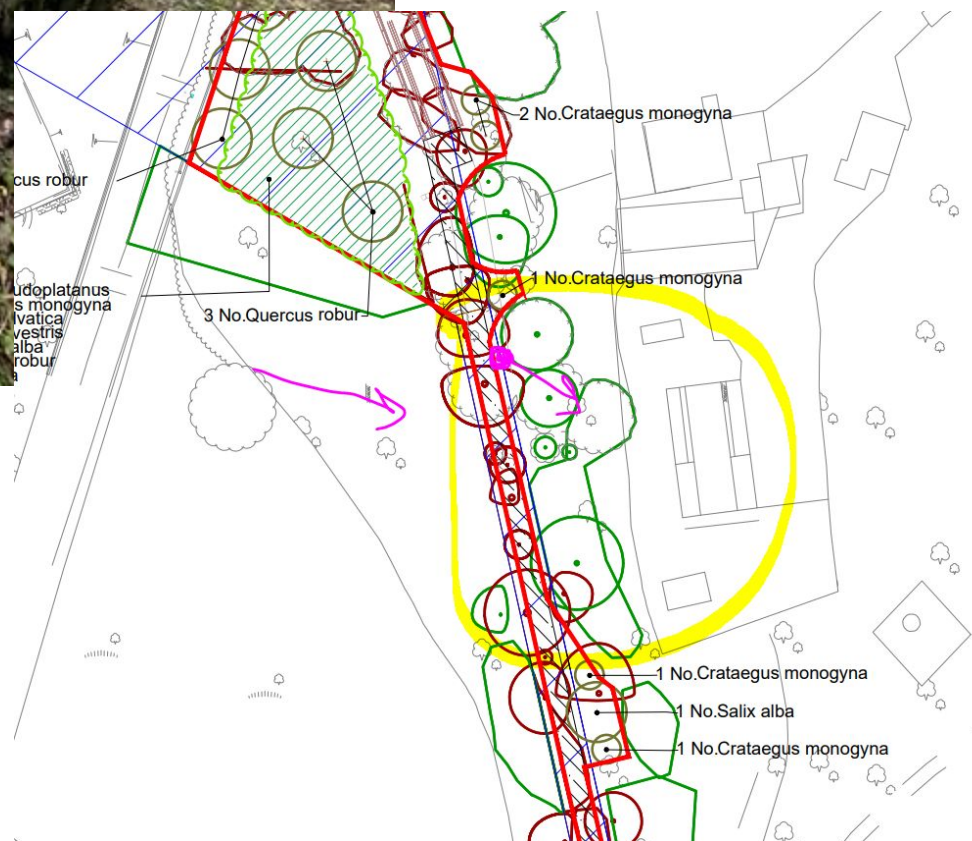 2 No.Crataegus monogyna
cus robur
1 No.Crataegus monogyna
udoplatanus
s monogyna
lvatica
vestris
alba
robur
a
3 No.Quercus robur
1 No.Crataegus monogyna
1 No.Salix alba
1 No.Crataegus monogyna